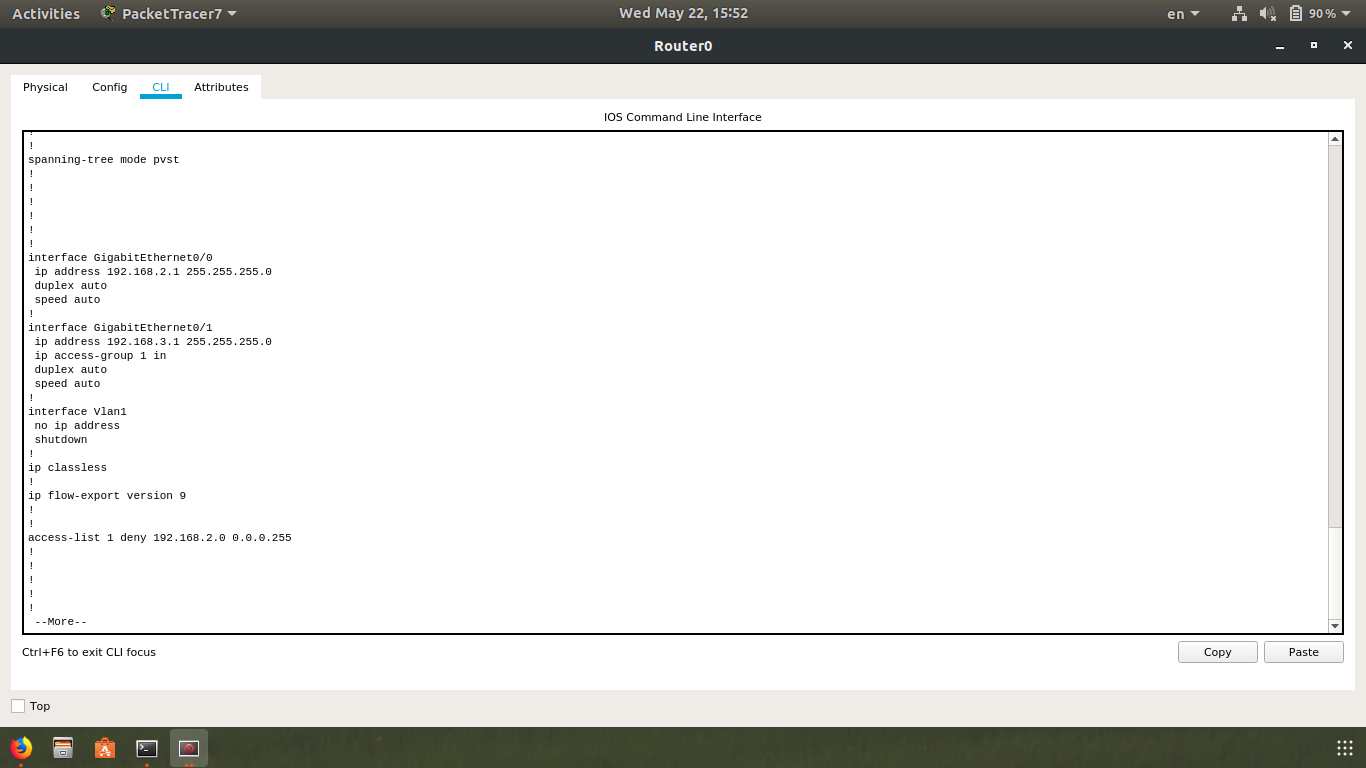 Activities PacketTracer7 Wed May 22, 15:52 en 90%
Router0
Physical Config CLI Attributes
IOS Command Line Interface
!
!
spanning-tree mode pvst
!
!
!
!
!
!
interface GigabitEthernet0/0
ip address 192.168.2.1 255.255.255.0
duplex auto
speed auto
!
interface GigabitEthernet0/1
ip address 192.168.3.1 255.255.255.0
ip access-group 1 in
duplex auto
speed auto
!
interface Vlan1
no ip address
shutdown
!
ip classless
!
ip flow-export version 9
!
!
access-list 1 deny 192.168.2.0 0.0.0.255
!
!
!
!
!
--More--
Ctrl+F6 to exit CLI focus Copy Paste
Top